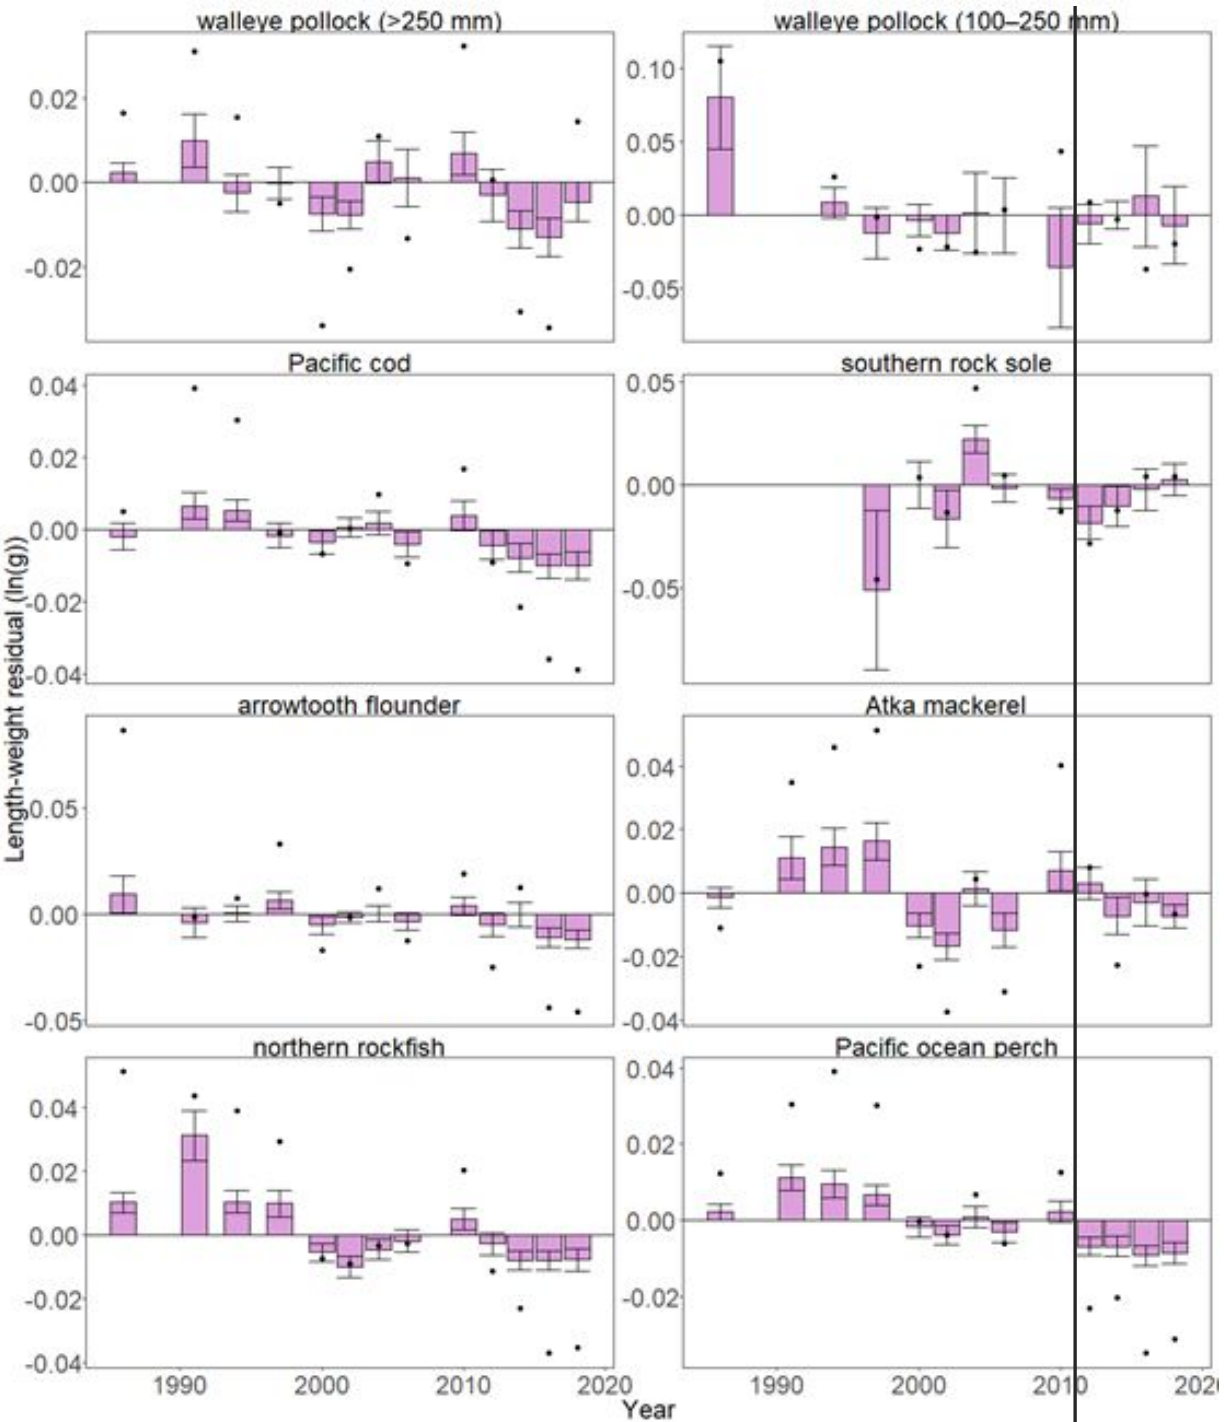 walleye pollock (>250 mm)
walleye pollock (100–250 mm)
0.02
0.00
-0.02
0.10
0.05
0.00
-0.05
Pacific cod
southern rock sole
0.04
0.02
0.00
-0.02
-0.04
0.05
0.00
-0.05
Length-weight residual (ln(g))
arrowtooth flounder
Atka mackerel
0.05
0.00
-0.05
0.04
0.02
0.00
-0.02
-0.04
northern rockfish
Pacific ocean perch
0.04
0.02
0.00
-0.02
-0.04
0.04
0.02
0.00
-0.02
1990 2000 2010 2020
1990 2000 2010 202
Year